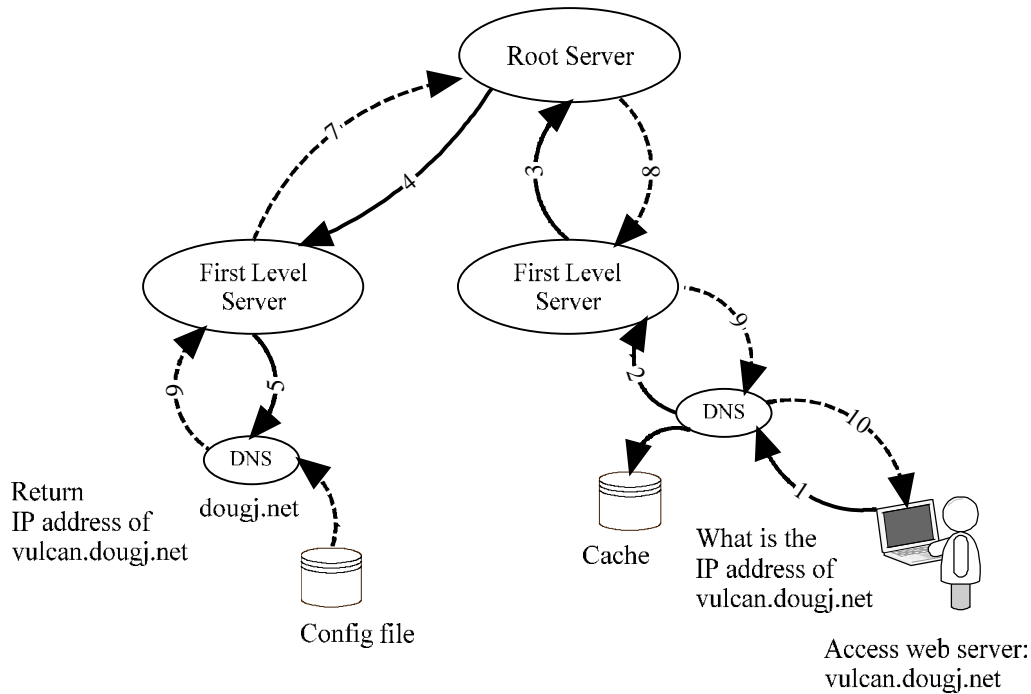 Root Server
7
4
3
8
First Level
Server
First Level
Server
9
6
5
2
DNS
10
DNS
dougj.net
1
Return
IP address of
vulcan.dougj.net
Cache
What is the
IP address of
vulcan.dougj.net
Config file
Access web server:
vulcan.dougj.net